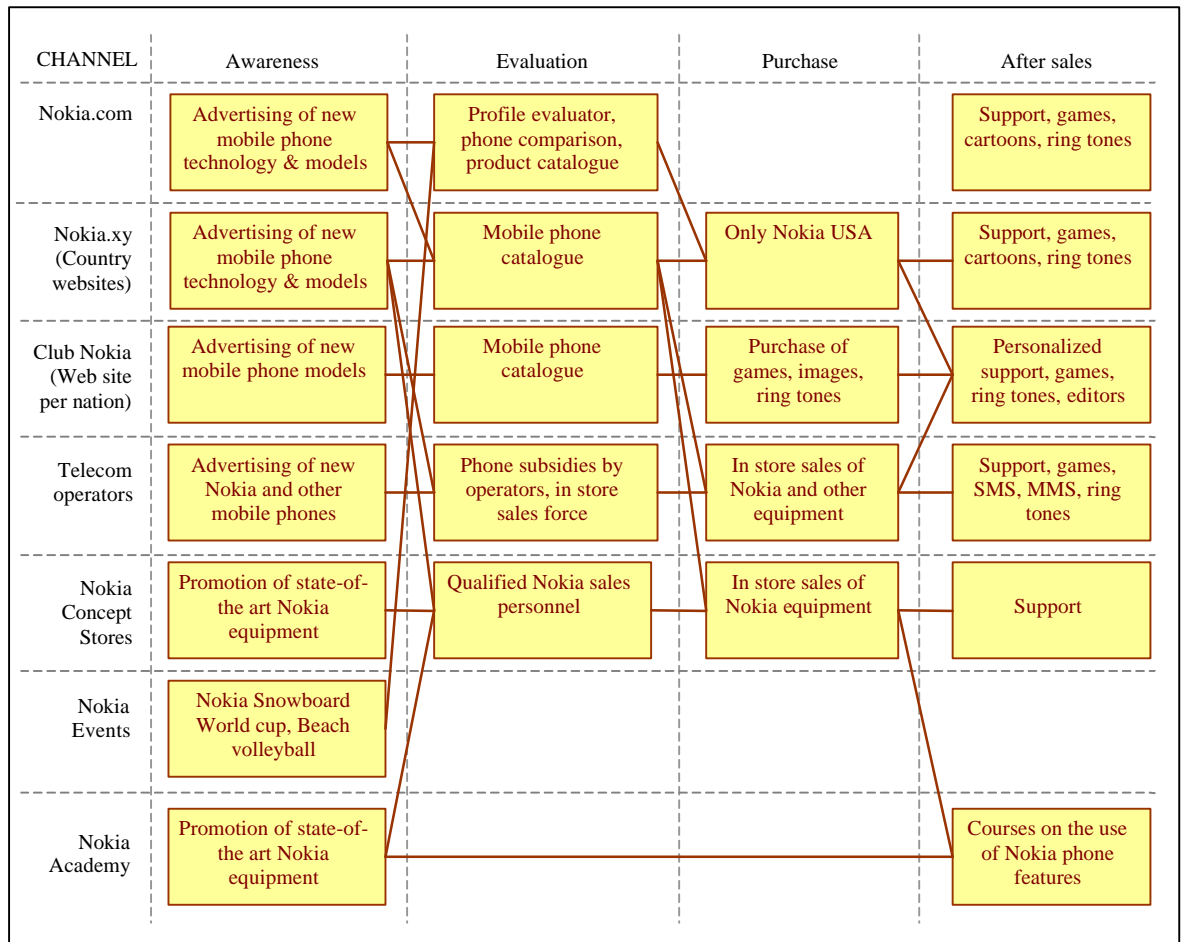 CHANNEL
Awareness
Evaluation
Purchase
After sales
Nokia.com
Advertising of new
mobile phone
technology & models
Profile evaluator,
phone comparison,
product catalogue
Support, games,
cartoons, ring tones
Nokia.xy
(Country
websites)
Advertising of new
mobile phone
technology & models
Mobile phone
catalogue
Only Nokia USA
Support, games,
cartoons, ring tones
Club Nokia
(Web site
per nation)
Advertising of new
mobile phone models
Mobile phone
catalogue
Purchase of
games, images,
ring tones
Personalized
support, games,
ring tones, editors
Telecom
operators
Advertising of new
Nokia and other
mobile phones
Phone subsidies by
operators, in store
sales force
In store sales of
Nokia and other
equipment
Support, games,
SMS, MMS, ring
tones
Nokia
Concept
Stores
Promotion of state-of-
the art Nokia
equipment
Qualified Nokia sales
personnel
In store sales of
Nokia equipment
Support
Nokia
Events
Nokia Snowboard
World cup, Beach
volleyball
Nokia
Academy
Promotion of state-of-
the art Nokia
equipment
Courses on the use
of Nokia phone
features